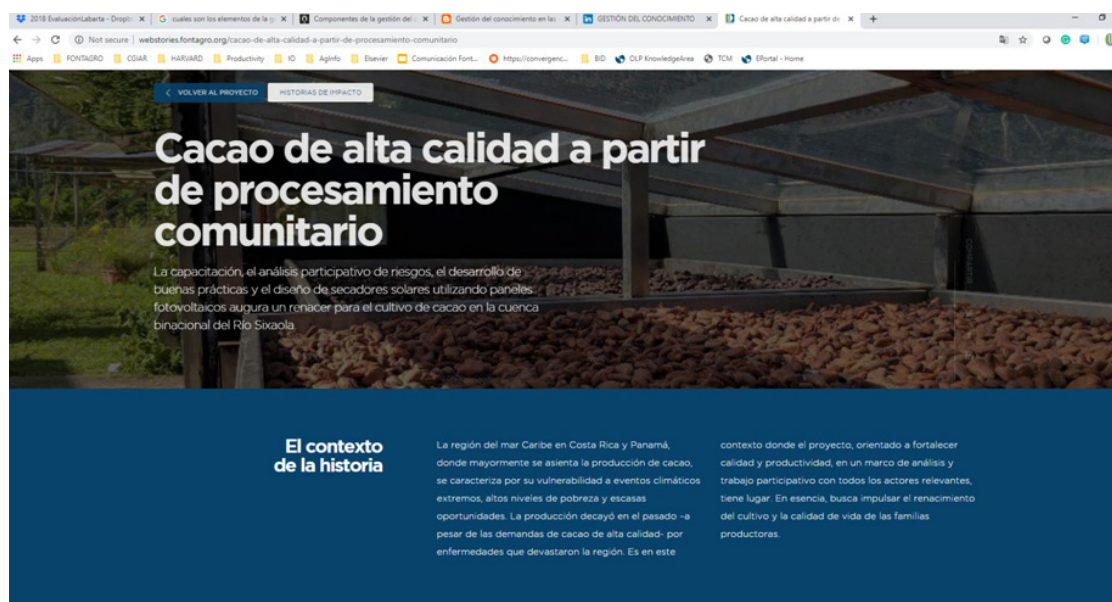 2018 EvaluaciónLabarta - Dropb
cuales son los elementos de la g
Componentes de la gestión del c
Gestión del conocimiento en las
GESTIÓN DEL CONOCIMIENTO
Cacao de alta calidad a partir de
Not secure | webstories.fontagro.org/cacao-de-alta-calidad-a-partir-de-procesamiento-comunitario
Apps FONTAGRO CGIAR HARVARD Productivity IO AgInfo Elsevier Comunicación Font... https://convergenc... BID OLP KnowledgeArea TCM EPortal - Home
VOLVER AL PROYECTO
HISTORIAS DE IMPACTO
Cacao de alta calidad a partir
de procesamiento
comunitario
La capacitación, el análisis participativo de riesgos, el desarrollo de
buenas prácticas y el diseño de secadores solares utilizando paneles
fotovoltaicos augura un renacer para el cultivo de cacao en la cuenca
binacional del Río Sixaola.
COMPARTIR
El contexto
de la historia
La región del mar Caribe en Costa Rica y Panamá,
donde mayormente se asienta la producción de cacao,
se caracteriza por su vulnerabilidad a eventos climáticos
extremos, altos niveles de pobreza y escasas
oportunidades. La producción decayó en el pasado –a
pesar de las demandas de cacao de alta calidad- por
enfermedades que devastaron la región. Es en este
contexto donde el proyecto, orientado a fortalecer
calidad y productividad, en un marco de análisis y
trabajo participativo con todos los actores relevantes,
tiene lugar. En esencia, busca impulsar el renacimiento
del cultivo y la calidad de vida de las familias
productoras.